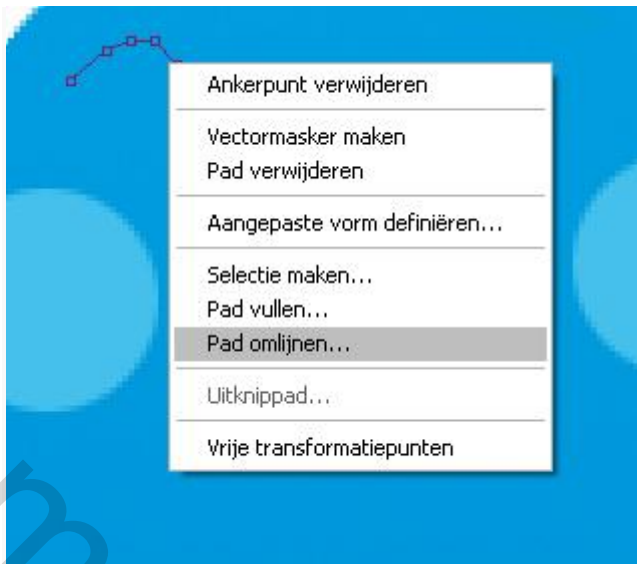 Ankerpunt verwijderen
Vectormasker maken
Pad verwijderen
Aangepaste vorm definiëren...
Selectie maken...
Pad vullen...
Pad omlijnen...
Uitknippad...
Vrije transformatiepunten
m